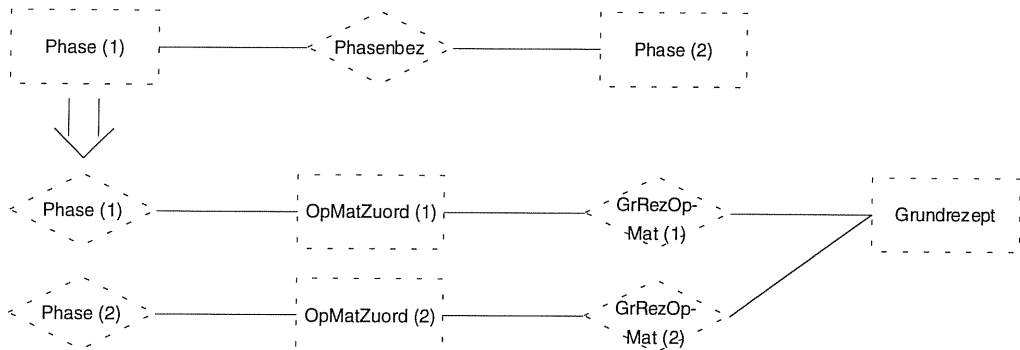 Phase (1)
Phasenbez
Phase (2)
Phase (1)
OpMatZuord (1)
GrRezOp-
Mat (1)
Grundrezept
Phase (2)
OpMatZuord (2)
GrRezOp-
Mat (2)